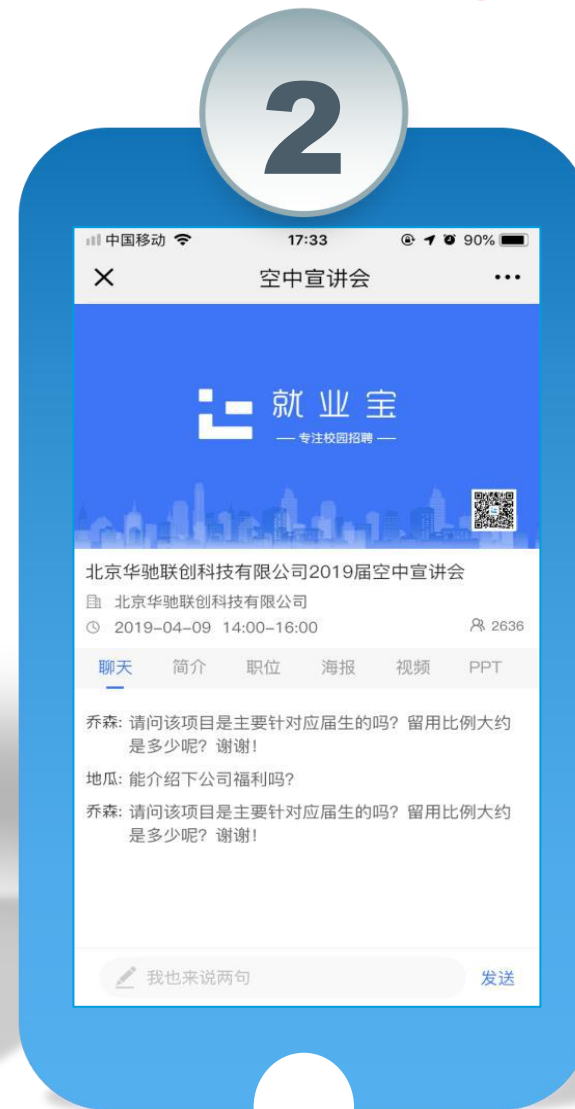 2
中国移动 17:33 90%
空中宣讲会
就业宝
— 专注校园招聘 —
北京华驰联创科技有限公司2019届空中宣讲会
北京华驰联创科技有限公司
2019-04-09 14:00-16:00 2636
聊天 简介 职位 海报 视频 PPT
乔森: 请问该项目是主要针对应届生的吗? 留用比例大约
是多少呢? 谢谢!
地瓜: 能介绍下公司福利吗?
乔森: 请问该项目是主要针对应届生的吗? 留用比例大约
是多少呢? 谢谢!
我也来说两句 发送